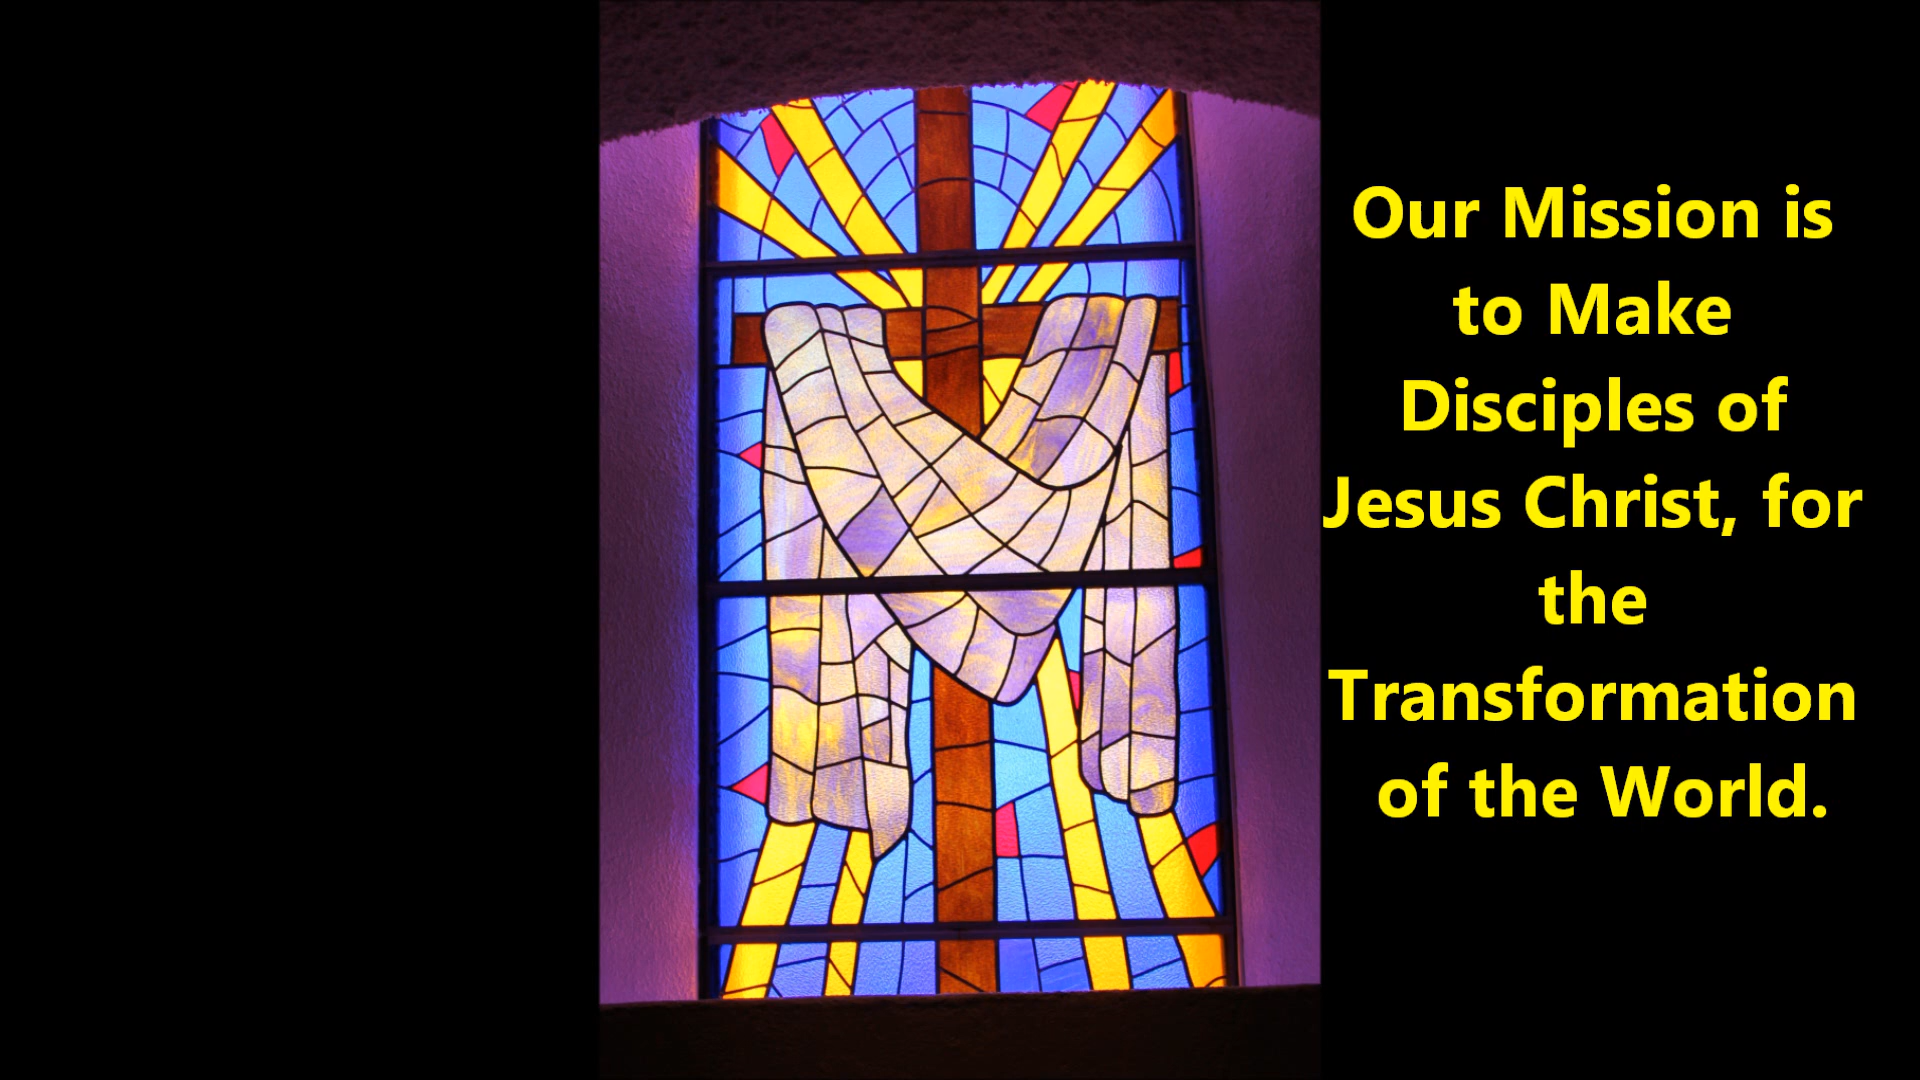 Our Mission is
to Make
Disciples of
Jesus Christ, for
the
Transformation
of the World.